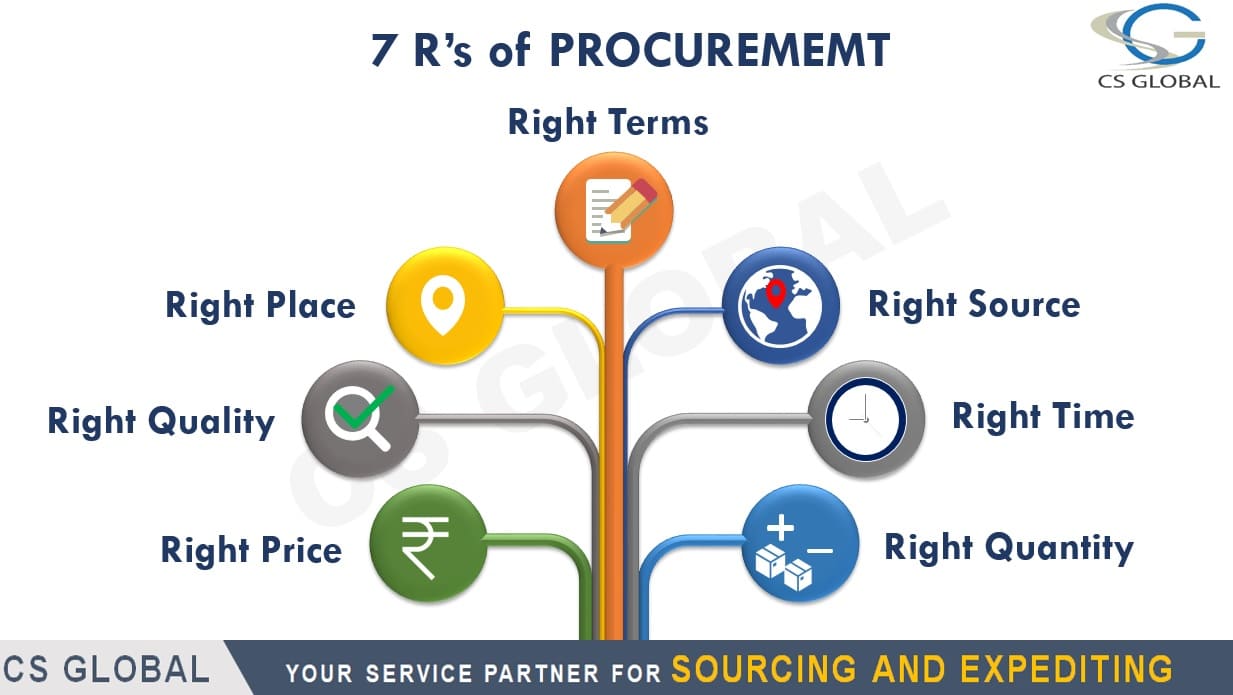 7 R's of PROCUREMEMT
CS GLOBAL
Right Terms
Right Place
Right Source
Right Quality
Right Time
Right Price
₹
Right Quantity
CS GLOBAL
CS GLOBAL
YOUR SERVICE PARTNER FOR SOURCING AND EXPEDITING